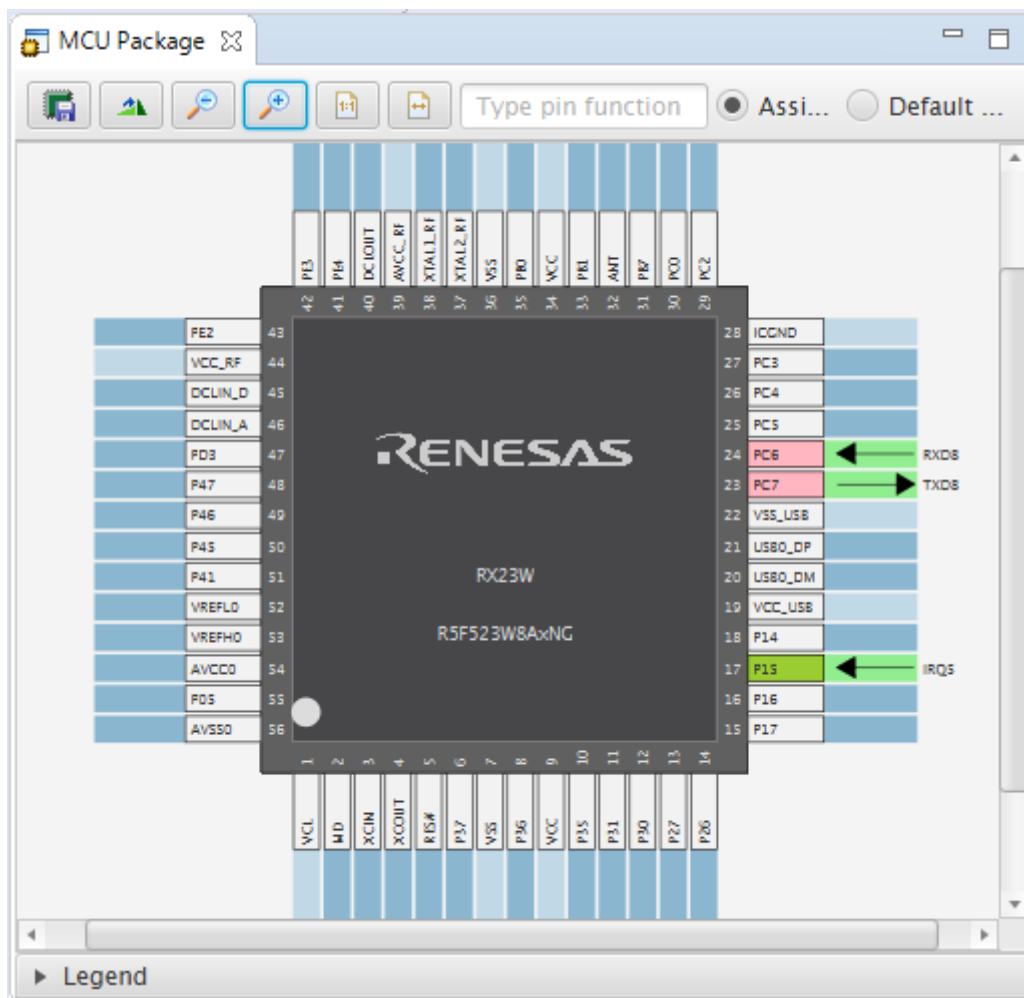 MCU Package
Type pin function
Assi...
Default ...
PE3
PE4
DCLOUT
AVCC_RF
XTAL1_RF
XTAL2_RF
VSS
PB0
VCC
PB1
ANT
PB7
PC0
PC2
42 41 40 39 38 37 36 35 34 33 32 31 30 29
PE2 43
VCC_RF 44
DCLIN_D 45
DCLIN_A 46
PD3 47
P47 48
P46 49
P45 50
P41 51
VREFL0 52
VREFH0 53
AVCC0 54
P05 55
AVSS0 56
RENESAS
RX23W
R5F523W8AxNG
28 ICGND
27 PC3
26 PC4
25 PC5
24 PC6 RXD8
23 PC7 TXD8
22 VSS_USB
21 USB0_DP
20 USB0_DM
19 VCC_USB
18 P14
17 P15 IRQ5
16 P16
15 P17
1 2 3 4 5 6 7 8 9 10 11 12 13 14
VCL
MD
XCIN
XCOUT
RES#
P37
VSS
P36
VCC
P35
P31
P30
P27
P26
Legend